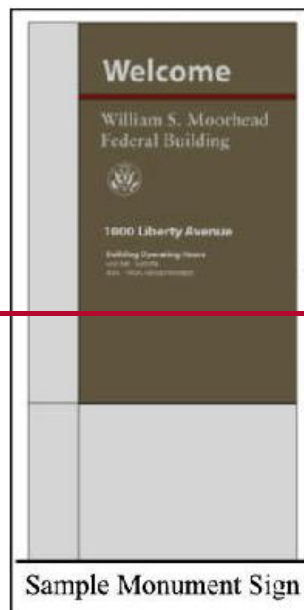 Welcome
William S. Moorhead
Federal Building
1000 Liberty Avenue
Building Operating Hours
Sample Monument Sign